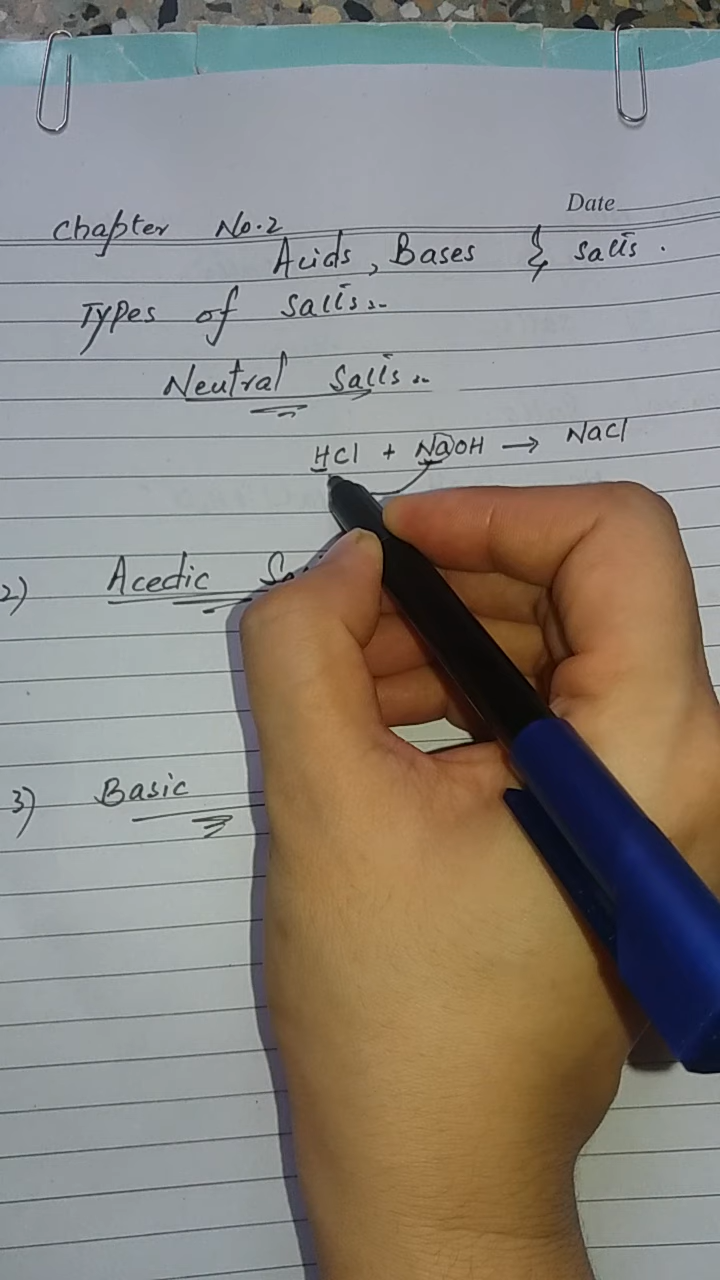 Date
Chapter No.2
Acids, Bases & Salts.
Types of Salts:-
Neutral Salts:-
HCl + NaOH → NaCl
2) Acedic
3) Basic